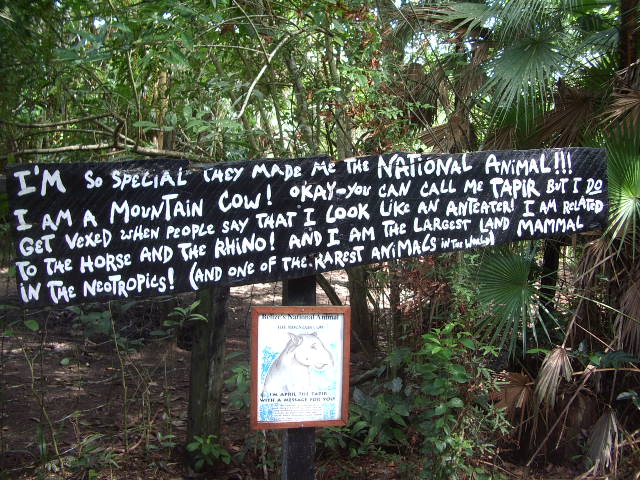 I'M SO SPECIAL THEY MADE ME THE NATIONAL ANIMAL!!!
I AM A MOUNTAIN COW! OKAY-YOU CAN CALL ME TAPIR BUT I DO
GET VEXED WHEN PEOPLE SAY THAT I LOOK LIKE AN ANTEATER! I AM RELATED
TO THE HORSE AND THE RHINO! AND I AM THE LARGEST LAND MAMMAL
IN THE NEOTROPICS! (AND ONE OF THE RAREST ANIMALS IN THE WORLD)
Belize's National Animal
I'M APRIL THE TAPIR
WITH A MESSAGE FOR YOU!